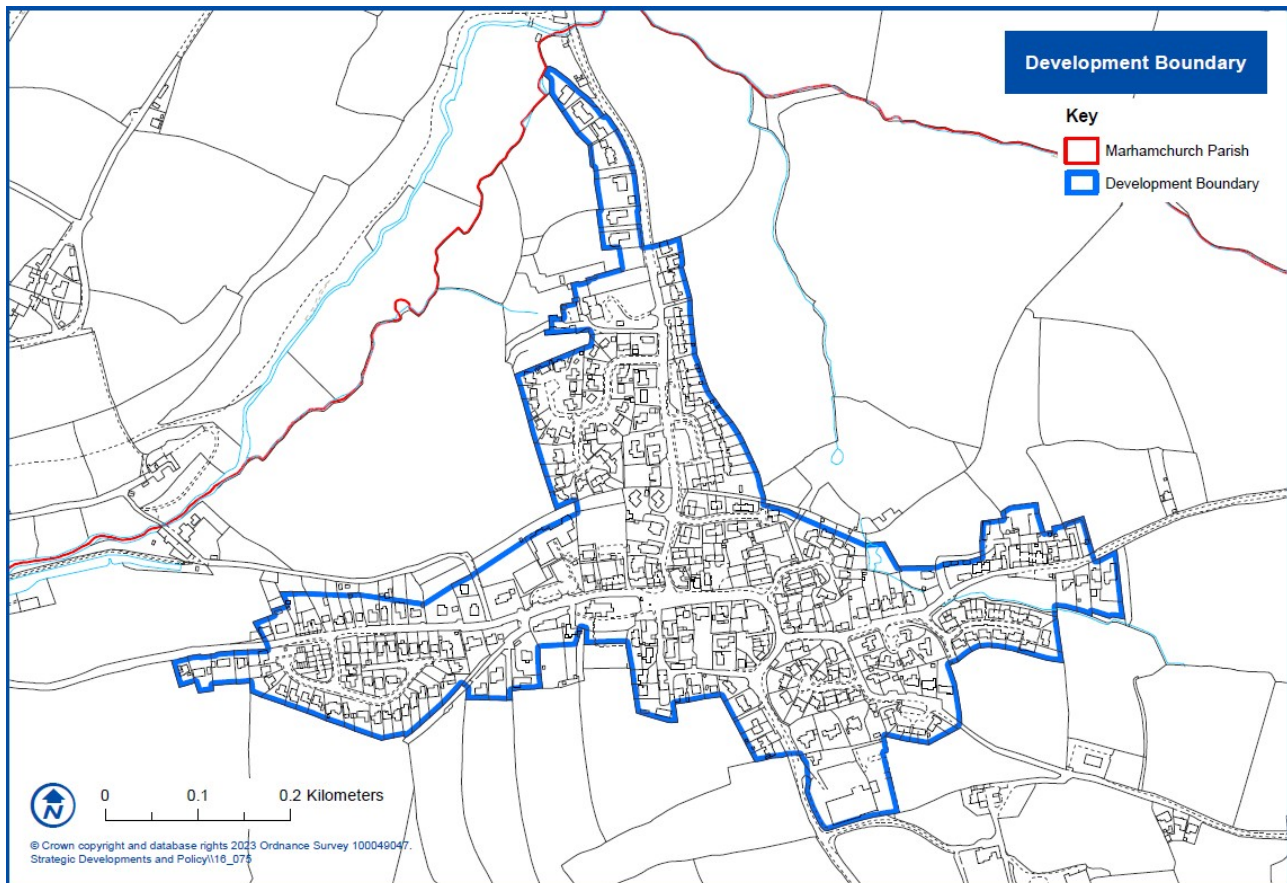 Development Boundary
Key
Marhamchurch Parish
Development Boundary
N
0 0.1 0.2 Kilometers
© Crown copyright and database rights 2023 Ordnance Survey 100049047.
Strategic Developments and Policy\\16_075